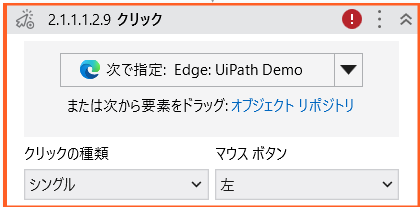 2.1.1.1.2.9 クリック
次で指定: Edge: UiPath Demo
または次から要素をドラッグ: オブジェクト リポジトリ
クリックの種類 マウス ボタン
シングル 左